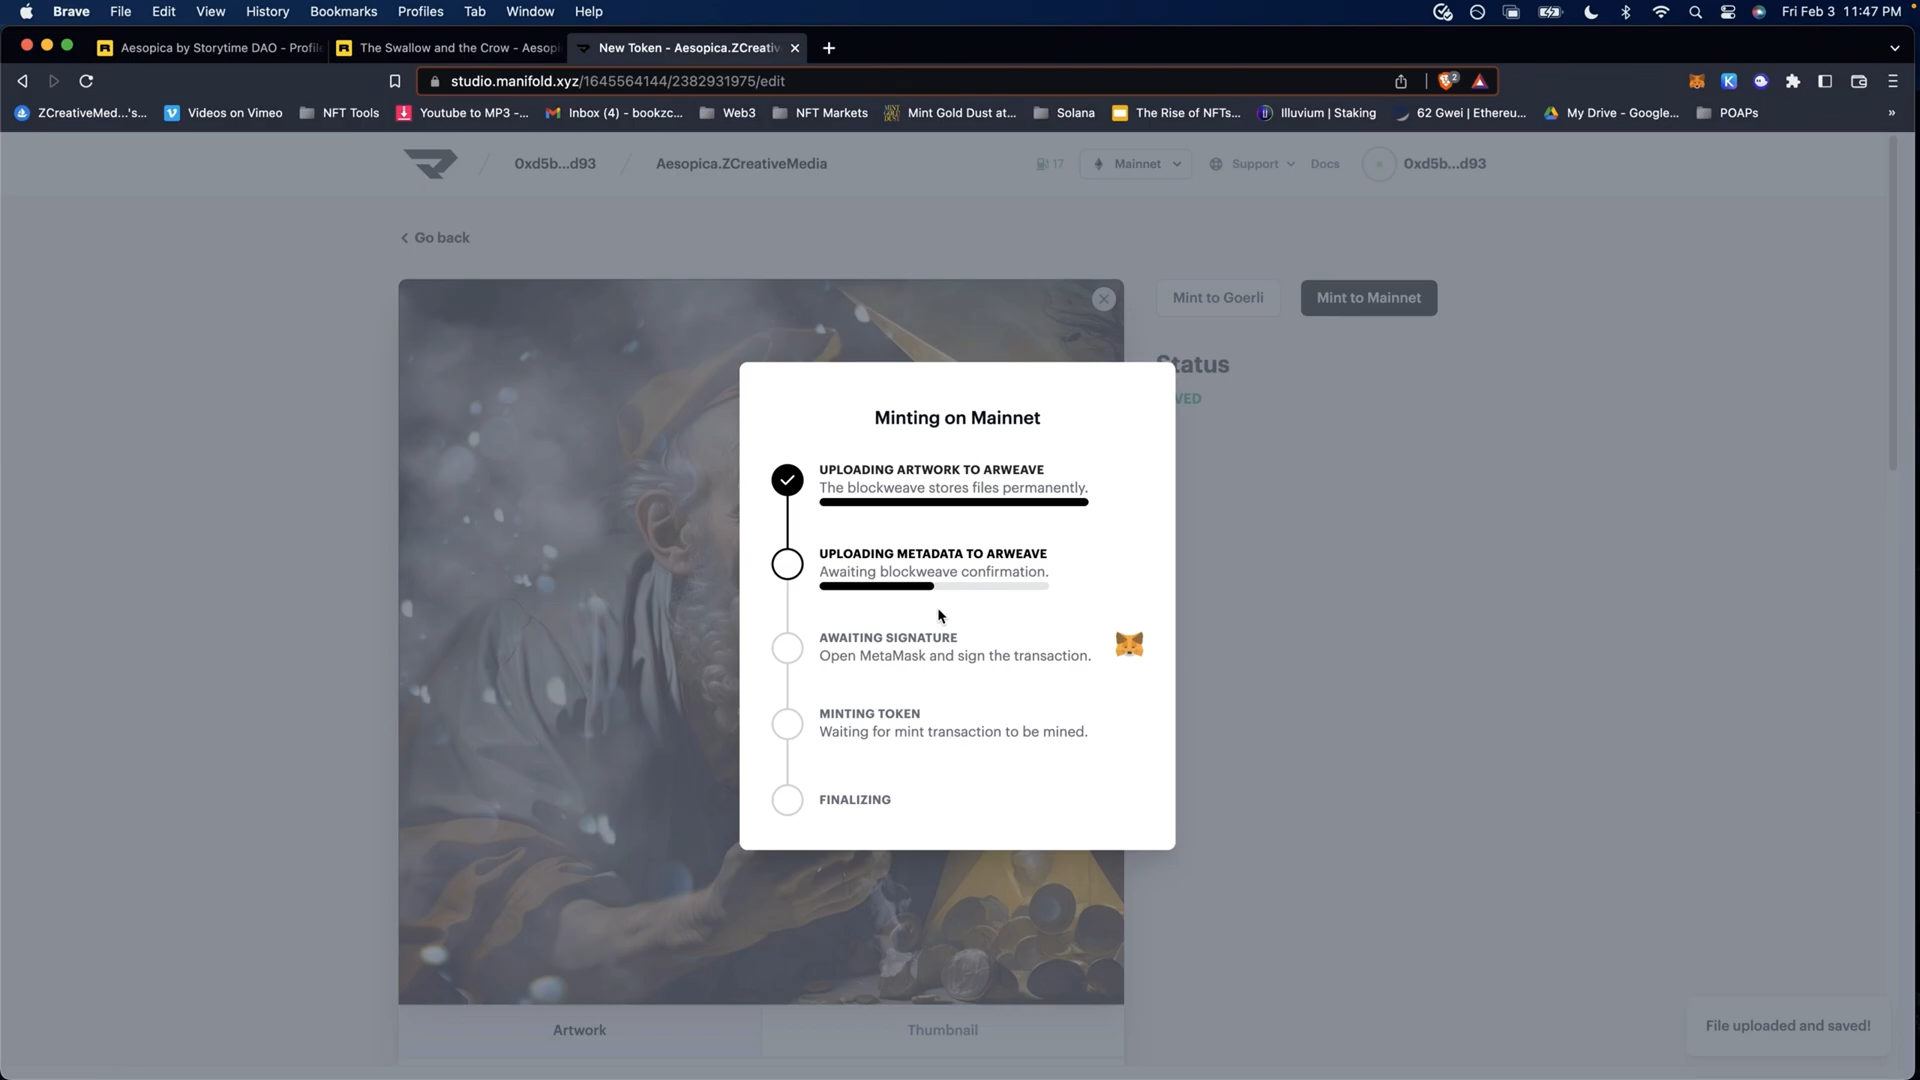 Brave File Edit View History Bookmarks Profiles Tab Window Help Fri Feb 3 11:47 PM
Aesopica by Storytime DAO - Profil The Swallow and the Crow - Aesop New Token - Aesopica.ZCreativ
studio.manifold.xyz/1645564144/2382931975/edit 2
ZCreativeMed...'s... Videos on Vimeo NFT Tools Youtube to MP3 -... Inbox (4) - bookzc... Web3 NFT Markets Mint Gold Dust at... Solana The Rise of NFTs... Illuvium | Staking 62 Gwei | Ethereu... My Drive - Google... POAPs »
0xd5b...d93 / Aesopica.ZCreativeMedia 17 Mainnet Support Docs 0xd5b...d93
Go back
Mint to Goerli Mint to Mainnet
Status
VED
Minting on Mainnet
UPLOADING ARTWORK TO ARWEAVE
The blockweave stores files permanently.
UPLOADING METADATA TO ARWEAVE
Awaiting blockweave confirmation.
AWAITING SIGNATURE
Open MetaMask and sign the transaction.
MINTING TOKEN
Waiting for mint transaction to be mined.
FINALIZING
Artwork Thumbnail
File uploaded and saved!